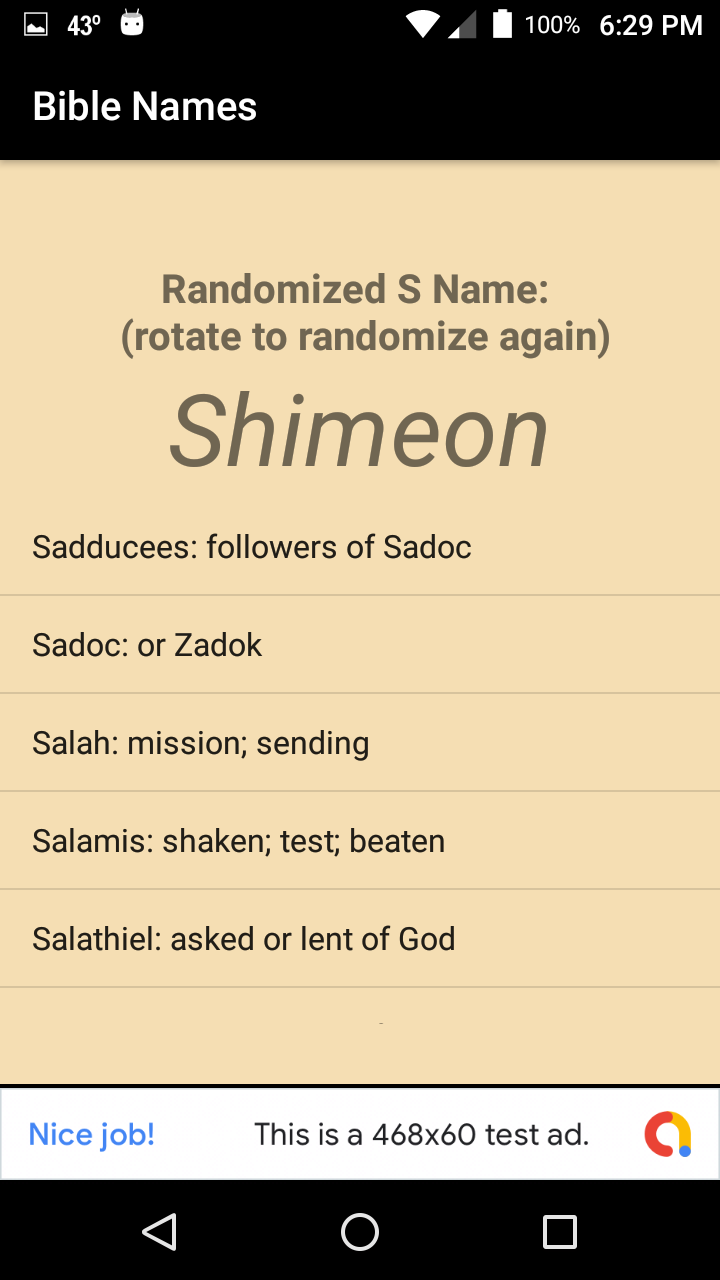 43º 100% 6:29 PM
Bible Names
Randomized S Name:
(rotate to randomize again)
Shimeon
Sadducees: followers of Sadoc
Sadoc: or Zadok
Salah: mission; sending
Salamis: shaken; test; beaten
Salathiel: asked or lent of God
Nice job! This is a 468x60 test ad.